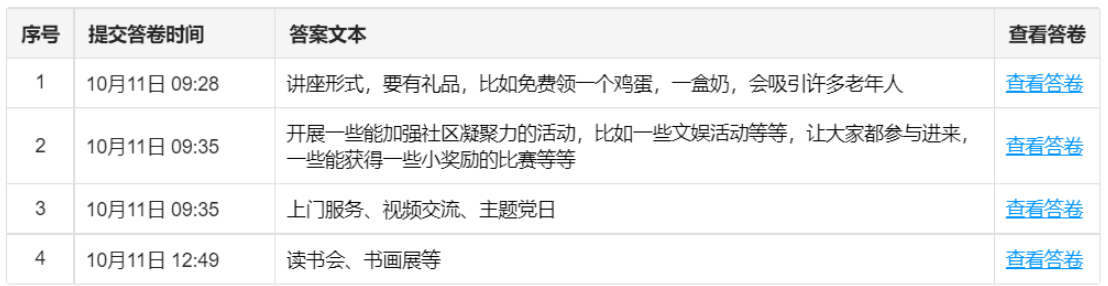 序号 提交答卷时间 答案文本 查看答卷
1 10月11日 09:28 讲座形式，要有礼品，比如免费领一个鸡蛋，一盒奶，会吸引许多老年人 查看答卷
2 10月11日 09:35 开展一些能加强社区凝聚力的活动，比如一些文娱活动等等，让大家都参与进来， 查看答卷
一些能获得一些小奖励的比赛等等
3 10月11日 09:35 上门服务、视频交流、主题党日 查看答卷
4 10月11日 12:49 读书会、书画展等 查看答卷